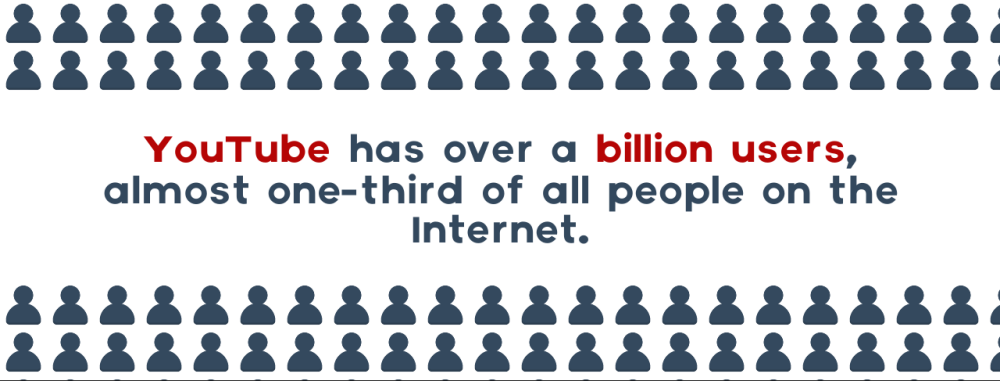 YouTube has over a billion users,
almost one-third of all people on the
Internet.